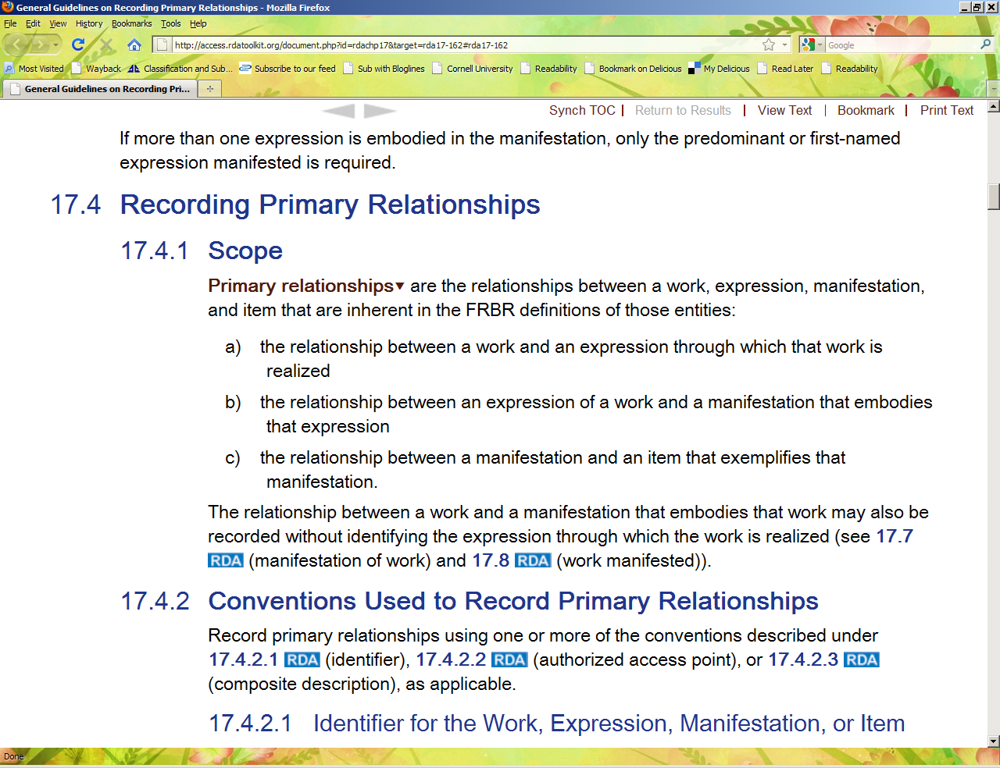 General Guidelines on Recording Primary Relationships - Mozilla Firefox
File Edit View History Bookmarks Tools Help
http://access.rdatoolkit.org/document.php?id=rdachp17&target=rda17-162#rda17-162
Google
Most Visited Wayback Classification and Sub... Subscribe to our feed Sub with Bloglines Cornell University Readability Bookmark on Delicious My Delicious Read Later Readability
General Guidelines on Recording Pri...
Synch TOC | Return to Results | View Text | Bookmark | Print Text
If more than one expression is embodied in the manifestation, only the predominant or first-named
expression manifested is required.
17.4 Recording Primary Relationships
17.4.1 Scope
Primary relationships▾ are the relationships between a work, expression, manifestation,
and item that are inherent in the FRBR definitions of those entities:
a) the relationship between a work and an expression through which that work is
realized
b) the relationship between an expression of a work and a manifestation that embodies
that expression
c) the relationship between a manifestation and an item that exemplifies that
manifestation.
The relationship between a work and a manifestation that embodies that work may also be
recorded without identifying the expression through which the work is realized (see 17.7
RDA (manifestation of work) and 17.8 RDA (work manifested)).
17.4.2 Conventions Used to Record Primary Relationships
Record primary relationships using one or more of the conventions described under
17.4.2.1 RDA (identifier), 17.4.2.2 RDA (authorized access point), or 17.4.2.3 RDA
(composite description), as applicable.
17.4.2.1 Identifier for the Work, Expression, Manifestation, or Item
Done